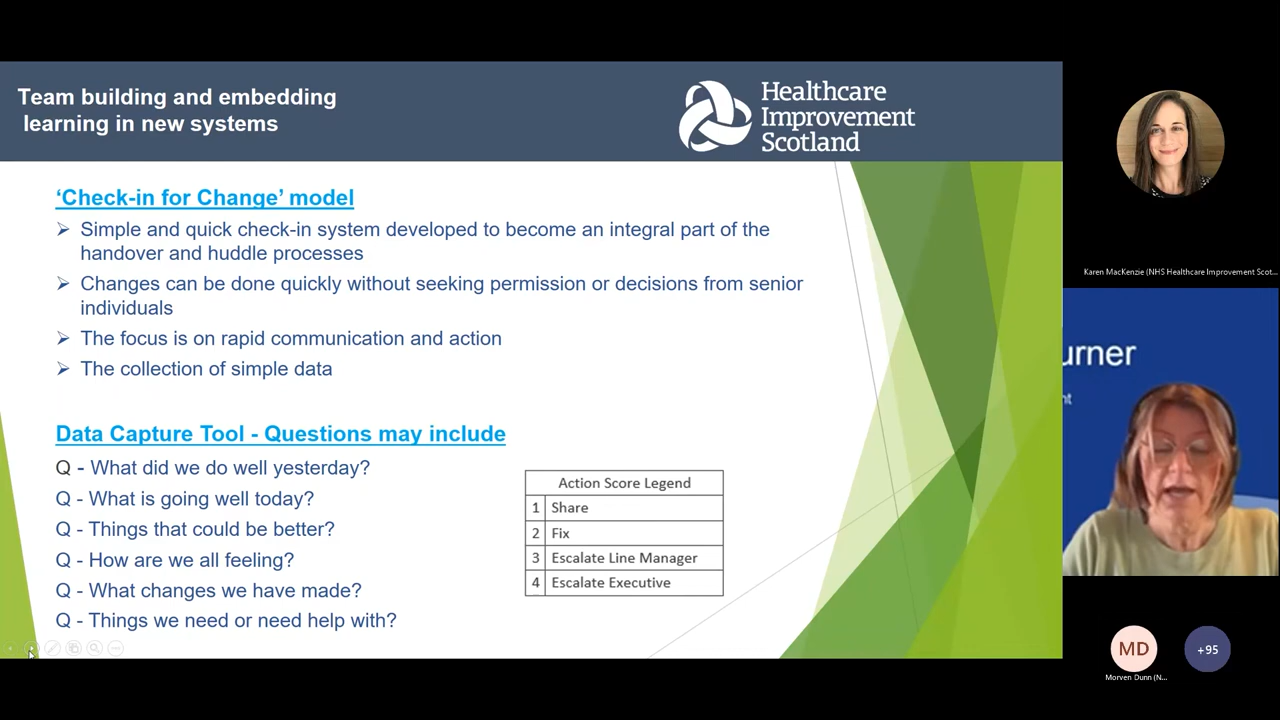 Team building and embedding
learning in new systems
Healthcare
Improvement
Scotland
‘Check-in for Change’ model
Simple and quick check-in system developed to become an integral part of the
handover and huddle processes
Changes can be done quickly without seeking permission or decisions from senior
individuals
The focus is on rapid communication and action
The collection of simple data
Data Capture Tool - Questions may include
Q - What did we do well yesterday?
Q - What is going well today?
Q - Things that could be better?
Q - How are we all feeling?
Q - What changes we have made?
Q - Things we need or need help with?
Action Score Legend
1 Share
2 Fix
3 Escalate Line Manager
4 Escalate Executive
Karen MacKenzie (NHS Healthcare Improvement Scot...
urner
nt
MD
+95
Morven Dunn (N...